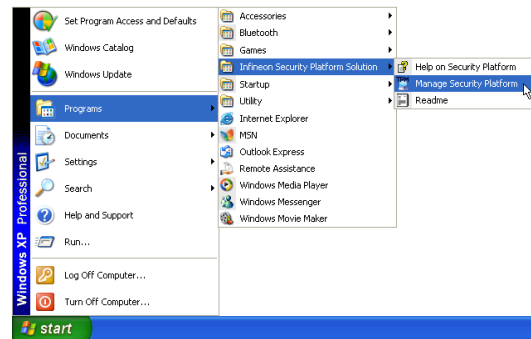 Set Program Access and Defaults
Windows Catalog
Windows Update
Programs
Documents
Settings
Search
Help and Support
Run...
Log Off Computer...
Turn Off Computer...
Windows XP Professional
start
Accessories
Bluetooth
Games
Infineon Security Platform Solution
Startup
Utility
Internet Explorer
MSN
Outlook Express
Remote Assistance
Windows Media Player
Windows Messenger
Windows Movie Maker
Help on Security Platform
Manage Security Platform
Readme